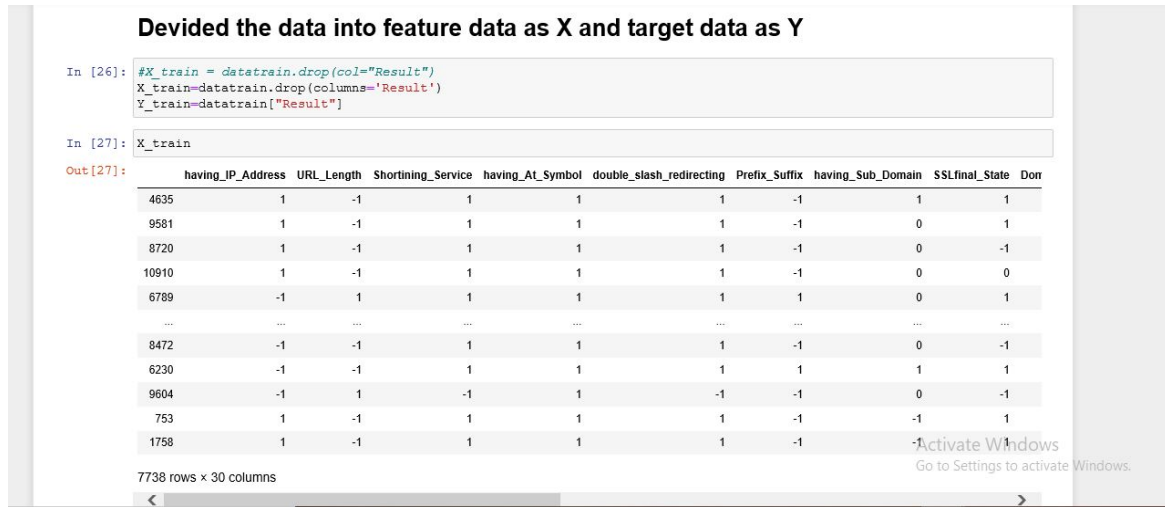 Devided the data into feature data as X and target data as Y
In [26]: #X_train = datatrain.drop(col="Result")
X_train=datatrain.drop(columns='Result')
Y_train=datatrain["Result"]
In [27]: X_train
Out[27]:
having_IP_Address URL_Length Shortining_Service having_At_Symbol double_slash_redirecting Prefix_Suffix having_Sub_Domain SSLfinal_State Dom
4635 1 -1 1 1 1 -1 1 1
9581 1 -1 1 1 1 -1 0 1
8720 1 -1 1 1 1 -1 0 -1
10910 1 -1 1 1 1 -1 0 0
6789 -1 1 1 1 1 1 0 1
... ... ... ... ... ... ... ... ...
8472 -1 -1 1 1 1 -1 0 -1
6230 -1 -1 1 1 1 1 1 1
9604 -1 1 -1 1 -1 -1 0 -1
753 1 -1 1 1 1 -1 -1 1
1758 1 -1 1 1 1 -1 -1 1
Activate Windows
Go to Settings to activate Windows.
7738 rows × 30 columns